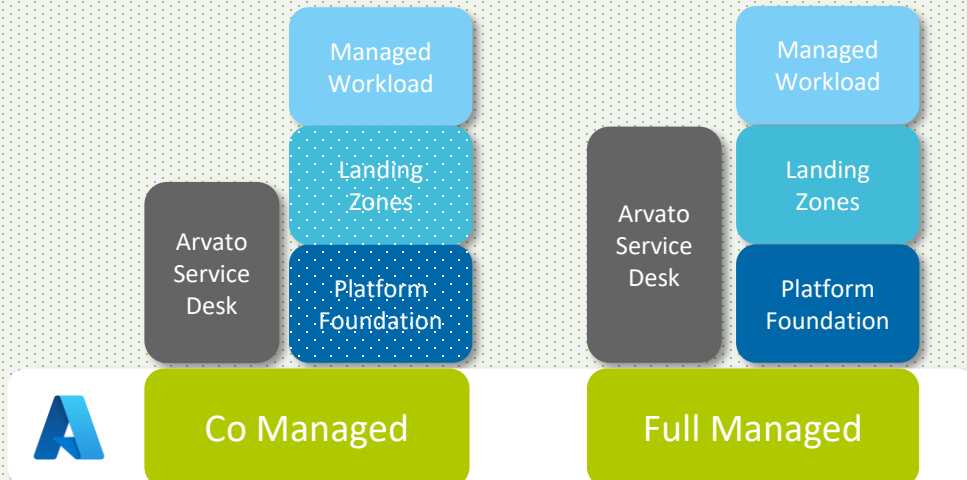 Managed
Workload
Landing
Zones
Arvato
Service
Desk
Platform
Foundation
Co Managed
Managed
Workload
Landing
Zones
Arvato
Service
Desk
Platform
Foundation
Full Managed